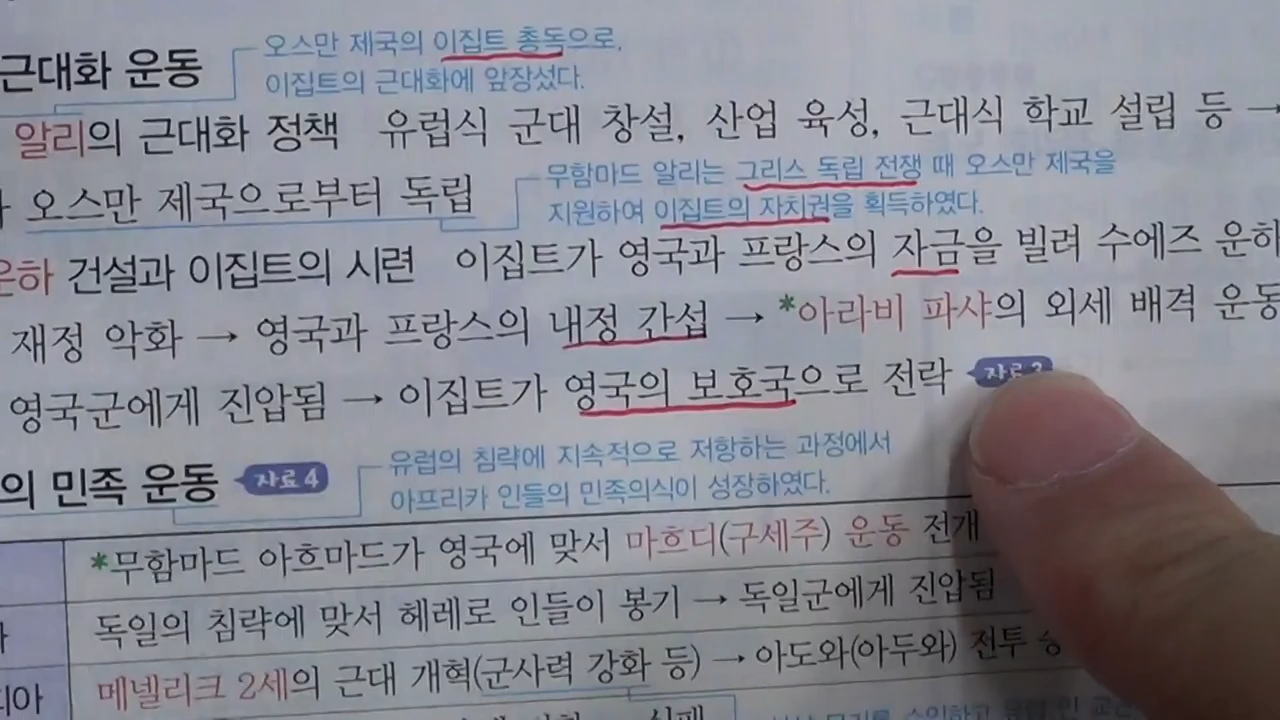 오스만 제국의 이집트 총독으로,
근대화 운동
이집트의 근대화에 앞장섰다.
알리의 근대화 정책 유럽식 군대 창설, 산업 육성, 근대식 학교 설립 등 →
무함마드 알리는 그리스 독립 전쟁 때 오스만 제국을
오스만 제국으로부터 독립
지원하여 이집트의 자치권을 획득하였다.
운하 건설과 이집트의 시련 이집트가 영국과 프랑스의 자금을 빌려 수에즈 운하
재정 악화 → 영국과 프랑스의 내정 간섭 → *아라비 파샤의 외세 배격 운동
영국군에게 진압됨 → 이집트가 영국의 보호국으로 전락 자료
유럽의 침략에 지속적으로 저항하는 과정에서
의 민족 운동 자료 4
아프리카 인들의 민족의식이 성장하였다.
*무함마드 아흐마드가 영국에 맞서 마흐디(구세주) 운동 전개
독일의 침략에 맞서 헤레로 인들이 봉기 → 독일군에게 진압됨
피아 메넬리크 2세의 근대 개혁(군사력 강화 등) → 아도와(아두와) 전투